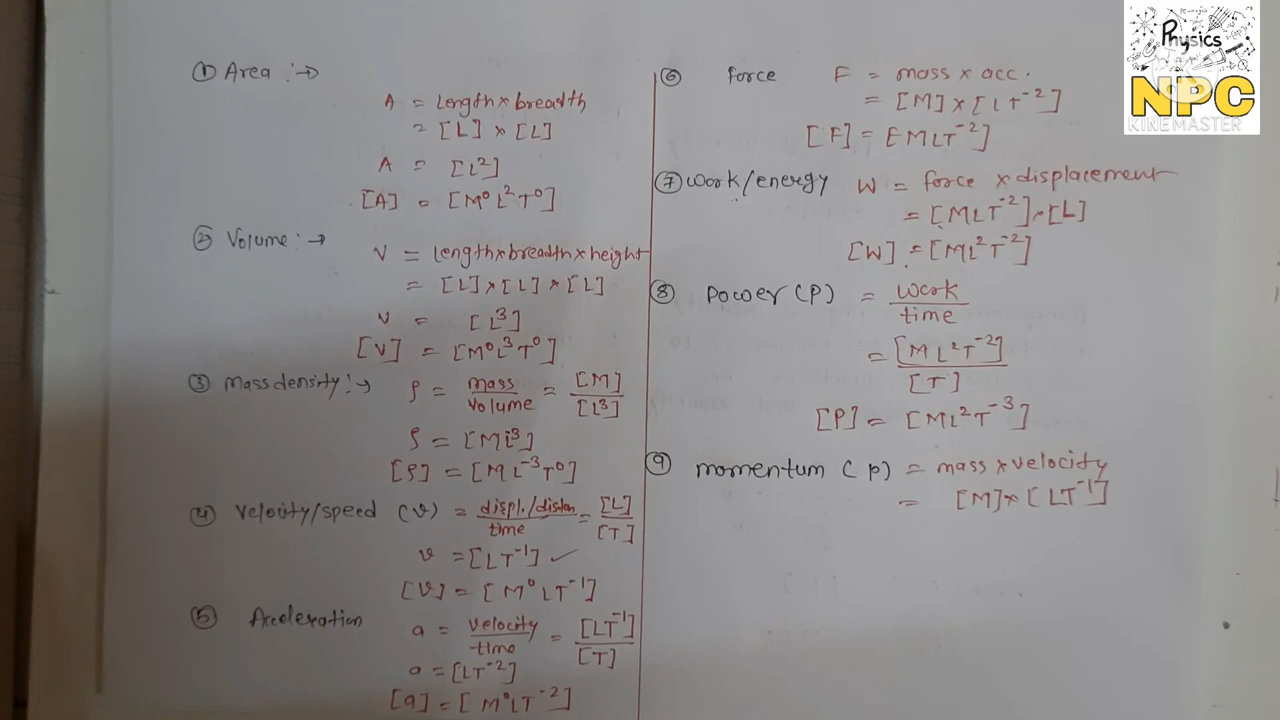 ① Area :→
A = Length × breadth
= [L] × [L]
A = [L²]
[A] = [M⁰L²T⁰]
② Volume :→
V = length×breadth×height
= [L] × [L] × [L]
V = [L³]
[V] = [M⁰L³T⁰]
③ Mass density :→ ρ = mass/volume = [M]/[L³]
ρ = [ML⁻³]
[ρ] = [ML⁻³T⁰]
④ Velocity/speed (v) = displ./distan/time = [L]/[T]
v = [LT⁻¹] ✓
[v] = [M⁰LT⁻¹]
⑤ Acceleration a = velocity/time = [LT⁻¹]/[T]
a = [LT⁻²]
[a] = [M⁰LT⁻²]
⑥ force F = mass × acc.
= [M] × [LT⁻²]
[F] = [MLT⁻²]
⑦ Work/energy W = force × displacement
= [MLT⁻²] × [L]
[W] = [ML²T⁻²]
⑧ Power (P) = work/time
= [ML²T⁻²]/[T]
[P] = [ML²T⁻³]
⑨ momentum (p) = mass × velocity
= [M] × [LT⁻¹]
Physics
NPC
KINEMASTER